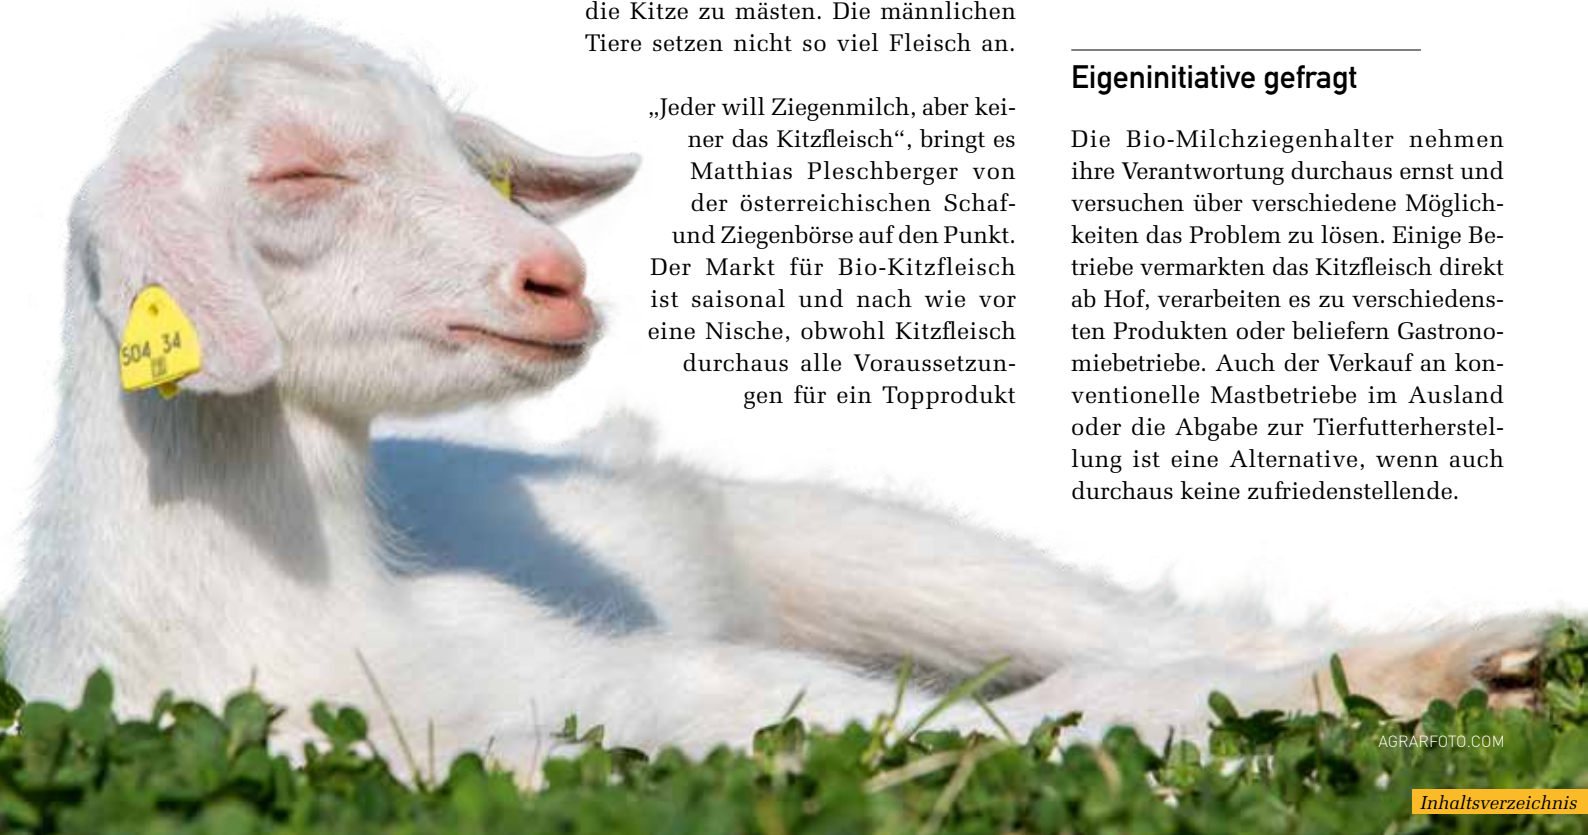 die Kitze zu mästen. Die männlichen
Tiere setzen nicht so viel Fleisch an.
„Jeder will Ziegenmilch, aber kei-
ner das Kitzfleisch“, bringt es
Matthias Pleschberger von
der österreichischen Schaf-
und Ziegenbörse auf den Punkt.
Der Markt für Bio-Kitzfleisch
ist saisonal und nach wie vor
eine Nische, obwohl Kitzfleisch
durchaus alle Voraussetzun-
gen für ein Topprodukt
Eigeninitiative gefragt
Die Bio-Milchziegenhalter nehmen
ihre Verantwortung durchaus ernst und
versuchen über verschiedene Möglich-
keiten das Problem zu lösen. Einige Be-
triebe vermarkten das Kitzfleisch direkt
ab Hof, verarbeiten es zu verschiedens-
ten Produkten oder beliefern Gastrono-
miebetriebe. Auch der Verkauf an kon-
ventionelle Mastbetriebe im Ausland
oder die Abgabe zur Tierfutterherstel-
lung ist eine Alternative, wenn auch
durchaus keine zufriedenstellende.
504 34
AGRARFOTO.COM
Inhaltsverzeichnis